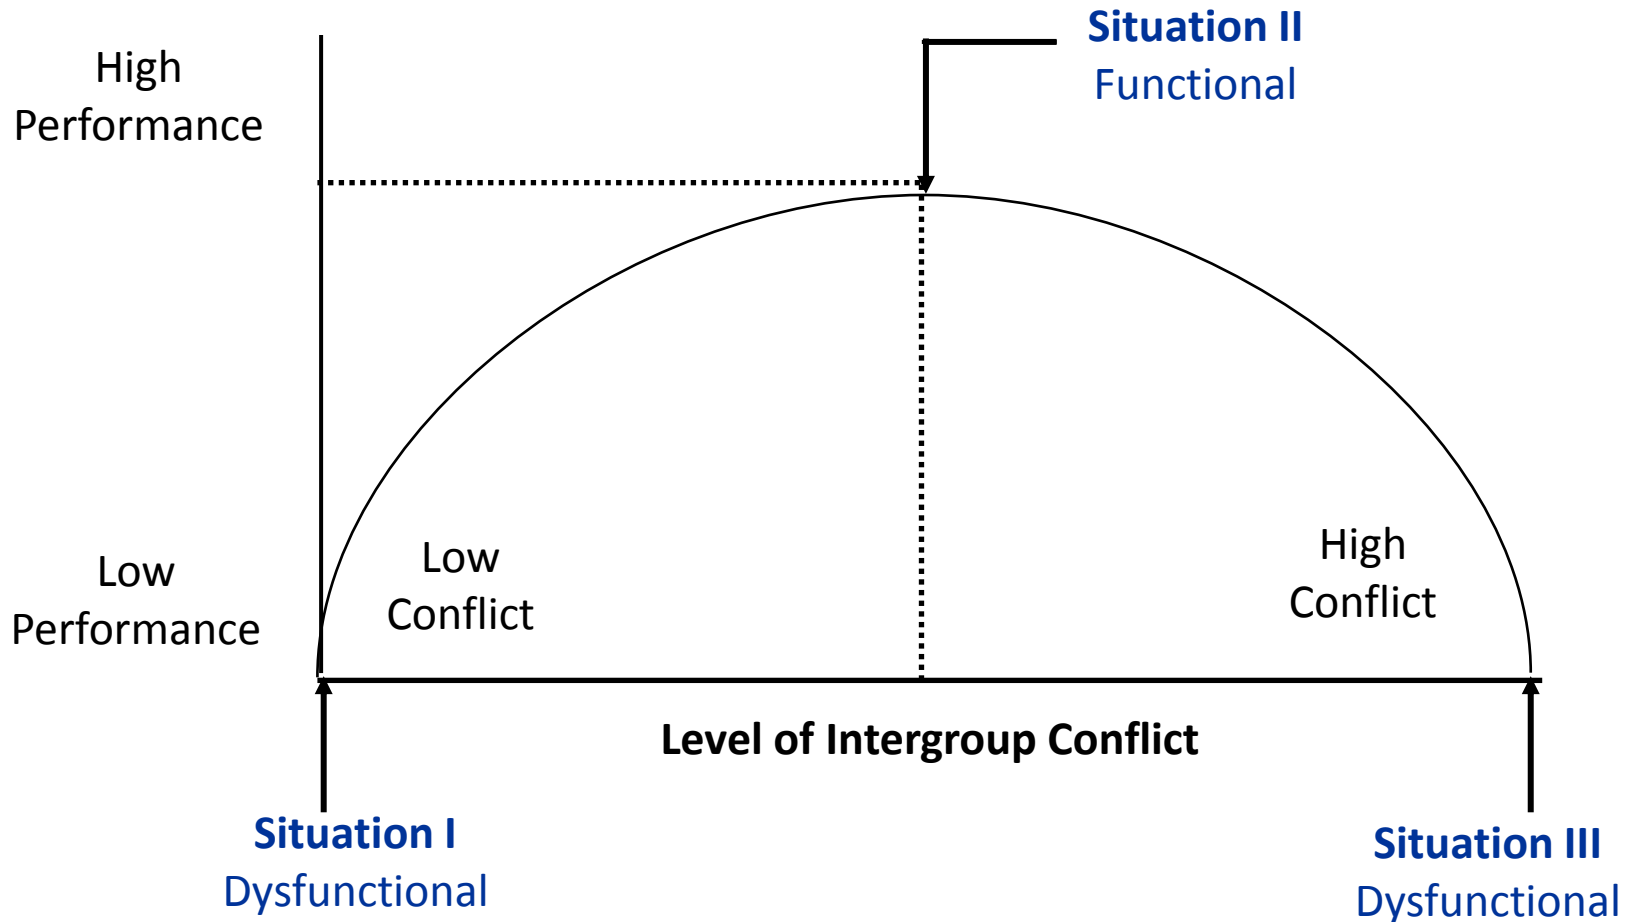 Situation II
Functional
High
Performance
Low
Performance
Low
Conflict
High
Conflict
Level of Intergroup Conflict
Situation I
Dysfunctional
Situation III
Dysfunctional